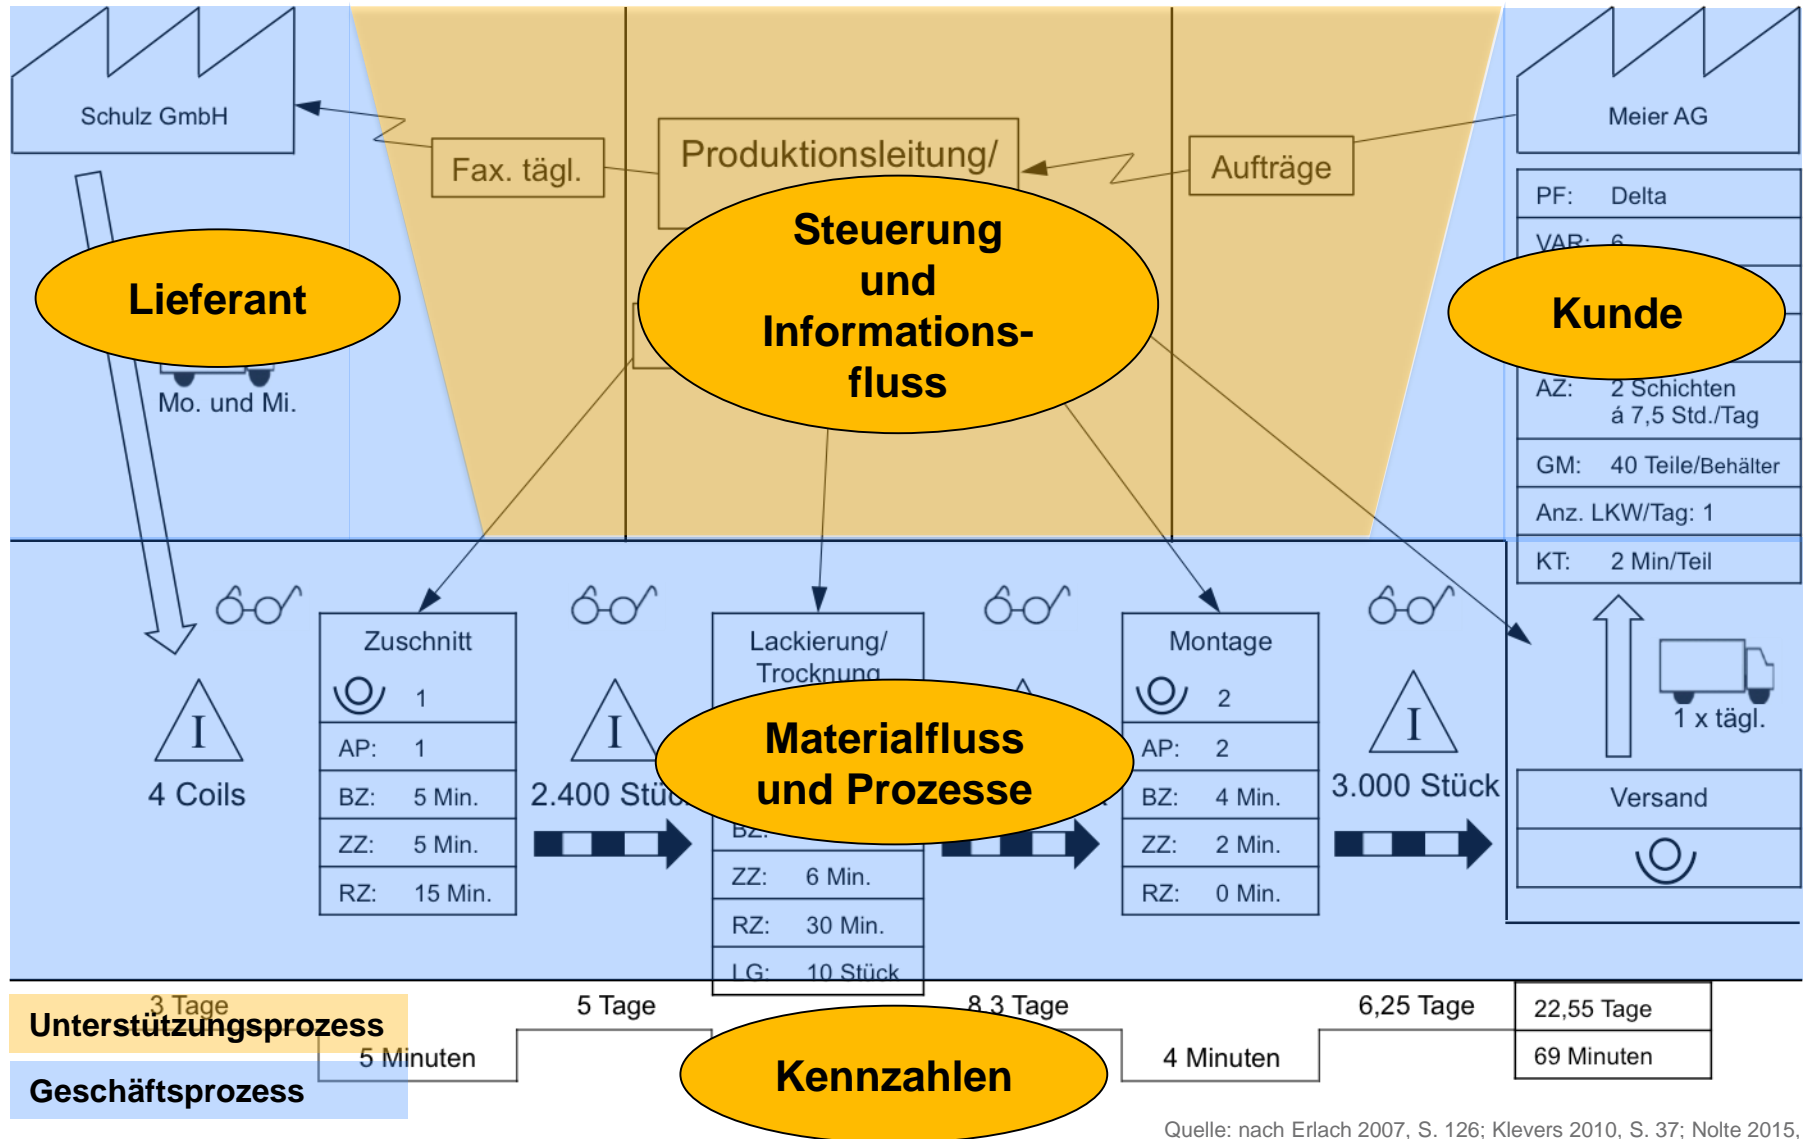 Schulz GmbH
Fax. tägl.
Produktionsleitung/
Aufträge
Meier AG
PF: Delta
VAR: 6
Steuerung
und
Informations-
fluss
Lieferant
Kunde
Mo. und Mi.
AZ: 2 Schichten
á 7,5 Std./Tag
GM: 40 Teile/Behälter
Anz. LKW/Tag: 1
KT: 2 Min/Teil
I
4 Coils
Zuschnitt
1
AP: 1
BZ: 5 Min.
ZZ: 5 Min.
RZ: 15 Min.
I
2.400 Stück
Lackierung/
Trocknung
Materialfluss
und Prozesse
BZ:
ZZ: 6 Min.
RZ: 30 Min.
LG: 10 Stück
Montage
2
AP: 2
BZ: 4 Min.
ZZ: 2 Min.
RZ: 0 Min.
I
3.000 Stück
1 x tägl.
Versand
3 Tage
5 Tage
8,3 Tage
6,25 Tage
22,55 Tage
Unterstützungsprozess
5 Minuten
Kennzahlen
4 Minuten
69 Minuten
Geschäftsprozess
Quelle: nach Erlach 2007, S. 126; Klevers 2010, S. 37; Nolte 2015,